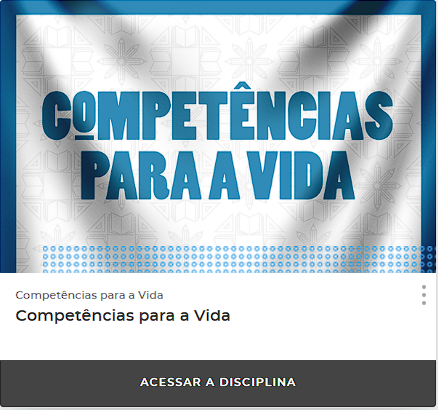 COMPETÊNCIAS
PARA A VIDA
Competências para a Vida
Competências para a Vida
ACESSAR A DISCIPLINA